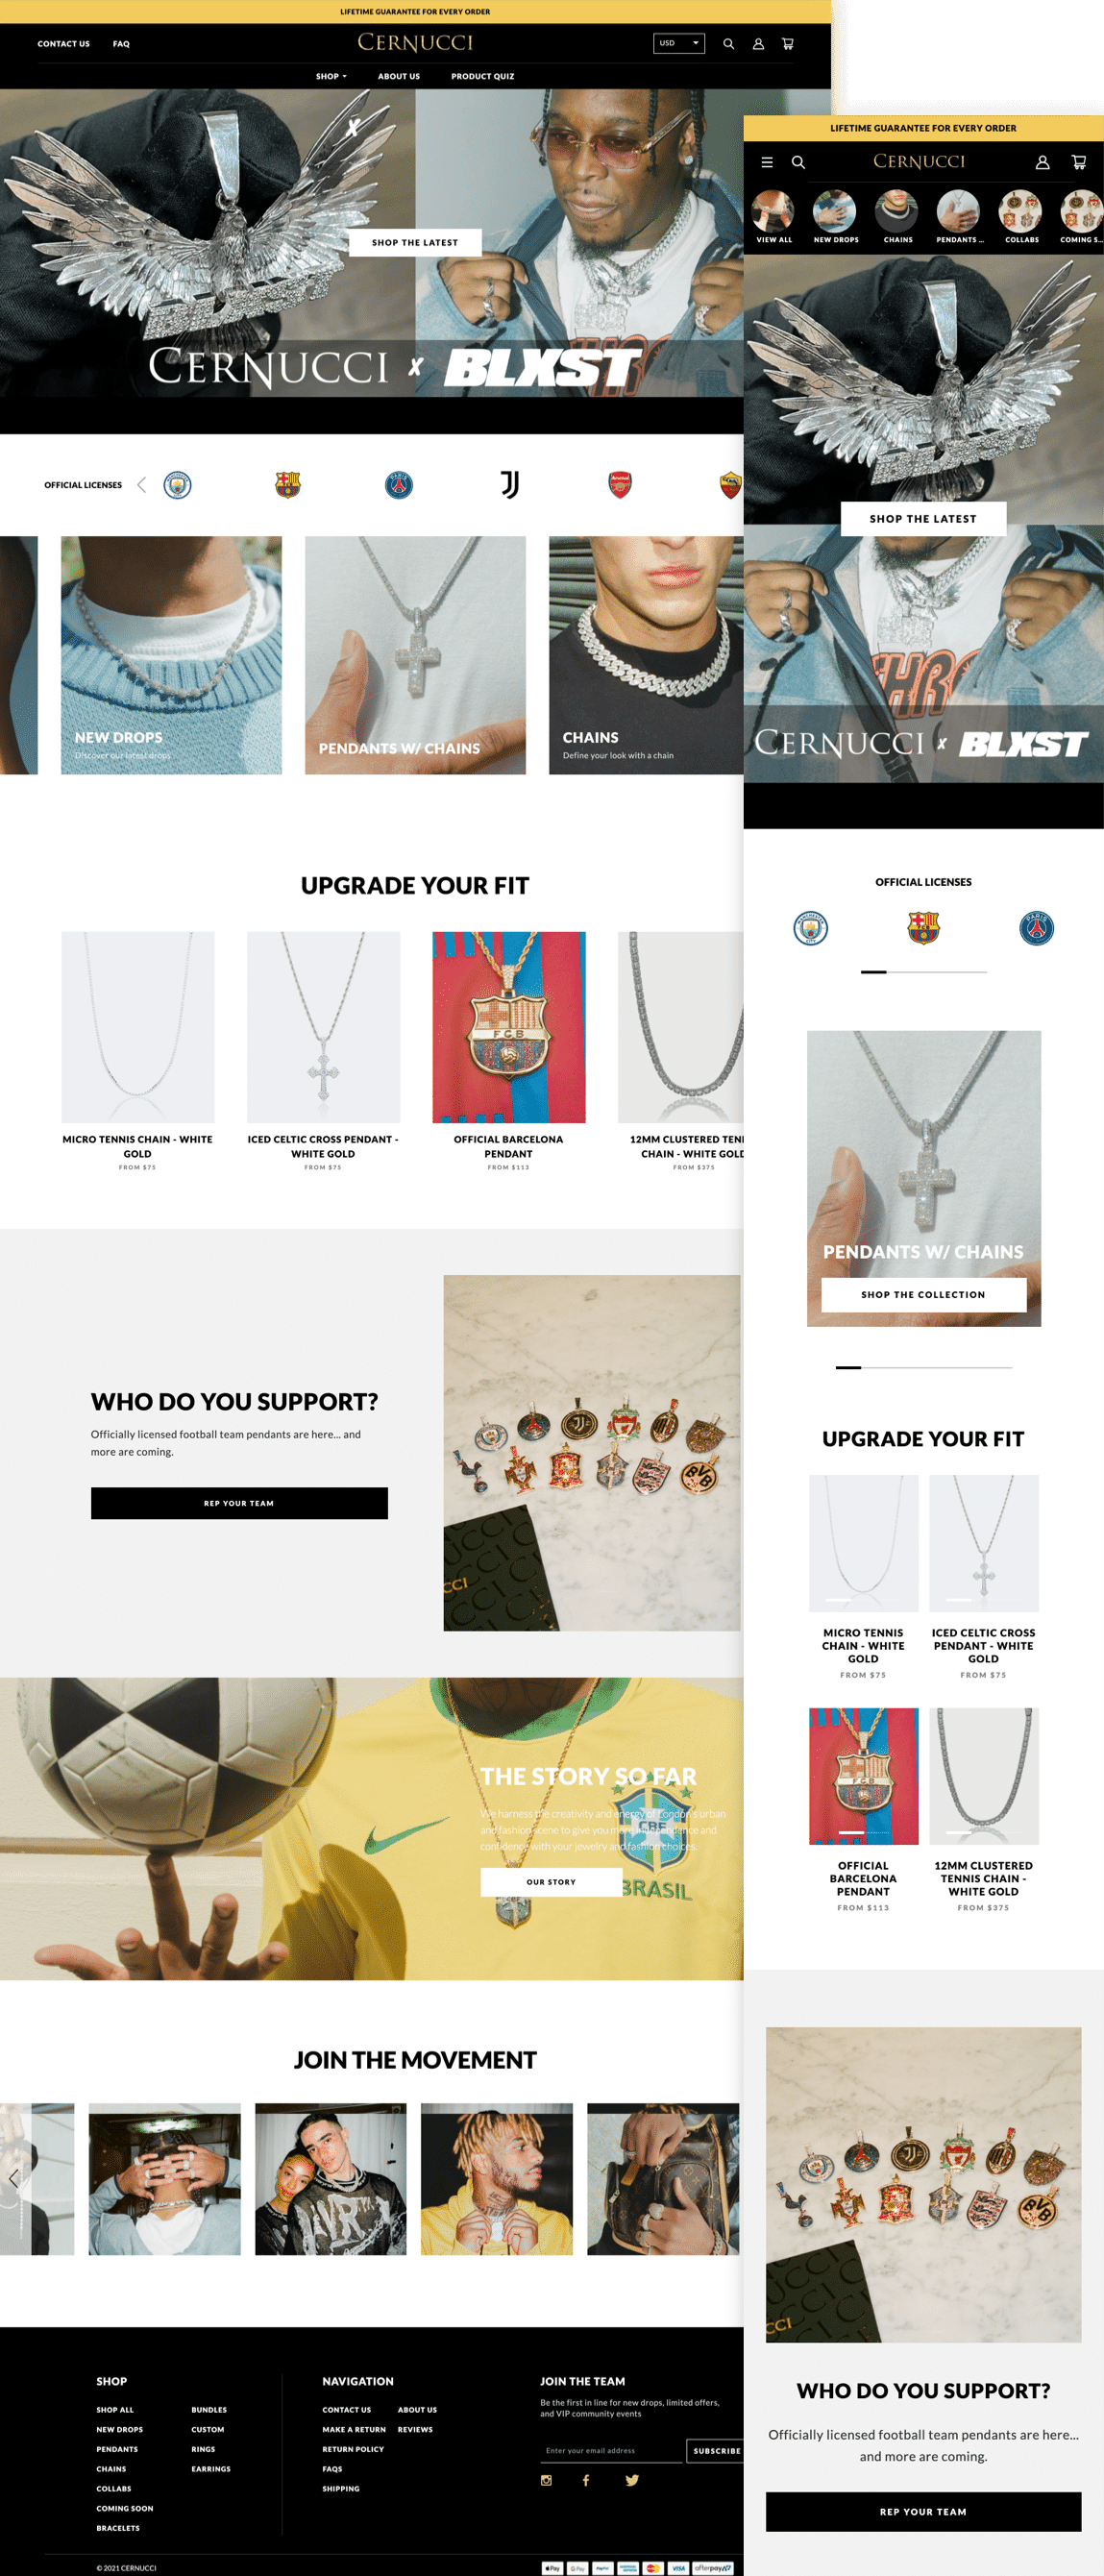 LIFETIME GUARANTEE FOR EVERY ORDER
CONTACT US FAQ
CERNUCCI
USD
SHOP ABOUT US PRODUCT QUIZ
SHOP THE LATEST
CERNUCCI x BLXST
OFFICIAL LICENSES
NEW DROPS
Discover our latest drops
PENDANTS W/ CHAINS
CHAINS
Define your look with a chain
UPGRADE YOUR FIT
MICRO TENNIS CHAIN - WHITE
GOLD
FROM $75
ICED CELTIC CROSS PENDANT -
WHITE GOLD
FROM $75
FCB
OFFICIAL BARCELONA
PENDANT
FROM $113
12MM CLUSTERED TEN
CHAIN - WHITE GOLD
FROM $375
WHO DO YOU SUPPORT?
Officially licensed football team pendants are here... and
more are coming.
REP YOUR TEAM
THE STORY SO FAR
We harness the creativity and energy of London's urban
and fashion scene to give you more
and
confidence with your jewelry and fashion choices.
OUR STORY
BRASIL
JOIN THE MOVEMENT
SHOP
SHOP ALL
NEW DROPS
PENDANTS
CHAINS
COLLABS
COMING SOON
BRACELETS
BUNDLES
CUSTOM
RINGS
EARRINGS
NAVIGATION
CONTACT US
MAKE A RETURN
RETURN POLICY
FAQS
SHIPPING
ABOUT US
REVIEWS
JOIN THE TEAM
Be the first in line for new drops, limited offers,
and VIP community events
Enter your email address
SUBSCRIBE
© 2021 CERNUCCI
Pay G Pay PayPal VISA afterpay
LIFETIME GUARANTEE FOR EVERY ORDER
CERNUCCI
VIEW ALL NEW DROPS CHAINS PENDANTS ... COLLABS COMING S...
SHOP THE LATEST
CERNUCCI x BLXST
OFFICIAL LICENSES
PENDANTS W/ CHAINS
SHOP THE COLLECTION
UPGRADE YOUR FIT
MICRO TENNIS
CHAIN - WHITE
GOLD
FROM $75
ICED CELTIC CROSS
PENDANT - WHITE
GOLD
FROM $75
OFFICIAL
BARCELONA
PENDANT
FROM $113
12MM CLUSTERED
TENNIS CHAIN -
WHITE GOLD
FROM $375
BVB
CCI
WHO DO YOU SUPPORT?
Officially licensed football team pendants are here...
and more are coming.
REP YOUR TEAM